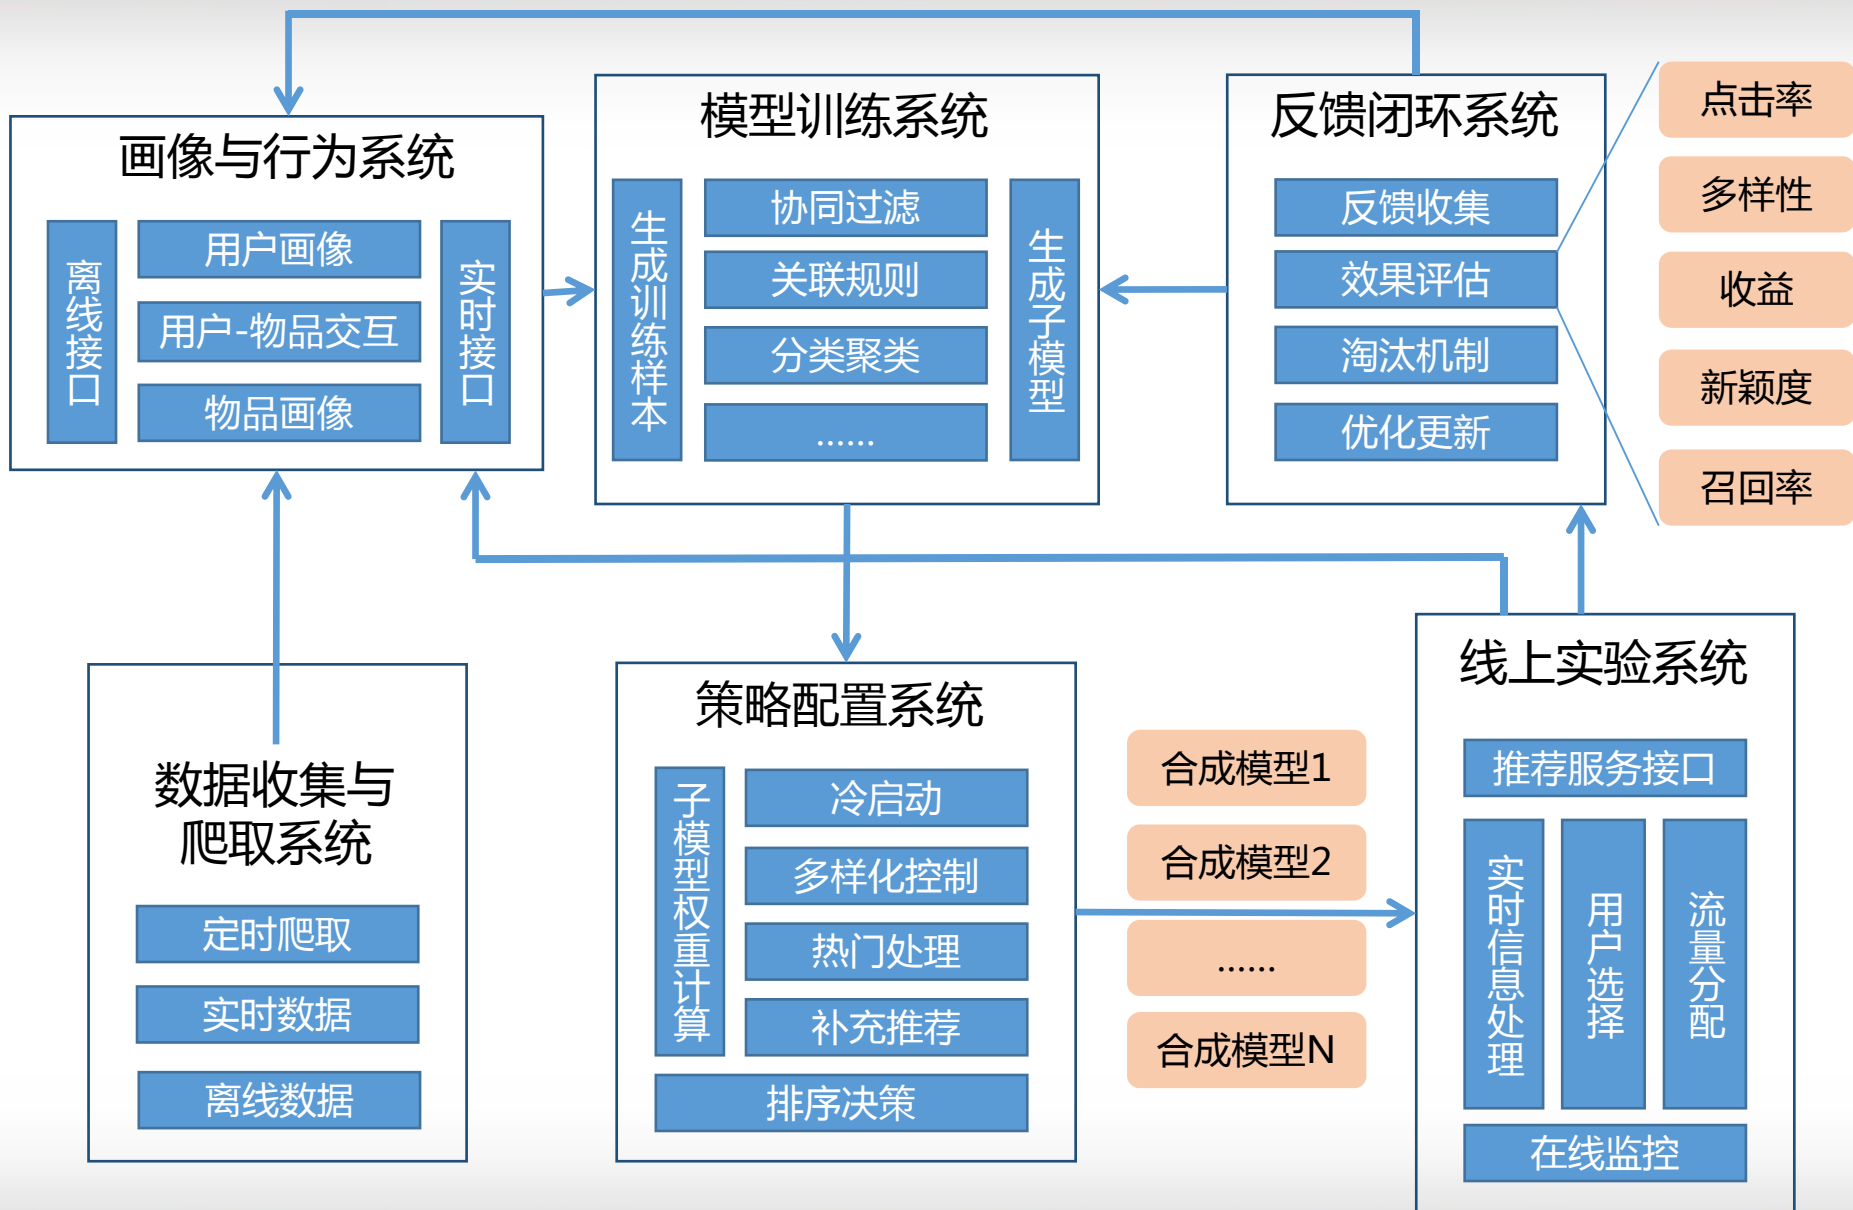 画像与行为系统
离线接口
用户画像
用户-物品交互
物品画像
实时接口
模型训练系统
生成训练样本
协同过滤
关联规则
分类聚类
......
生成子模型
反馈闭环系统
反馈收集
效果评估
淘汰机制
优化更新
点击率
多样性
收益
新颖度
召回率
数据收集与
爬取系统
定时爬取
实时数据
离线数据
策略配置系统
子模型权重计算
冷启动
多样化控制
热门处理
补充推荐
排序决策
合成模型1
合成模型2
......
合成模型N
线上实验系统
推荐服务接口
实时信息处理
用户选择
流量分配
在线监控